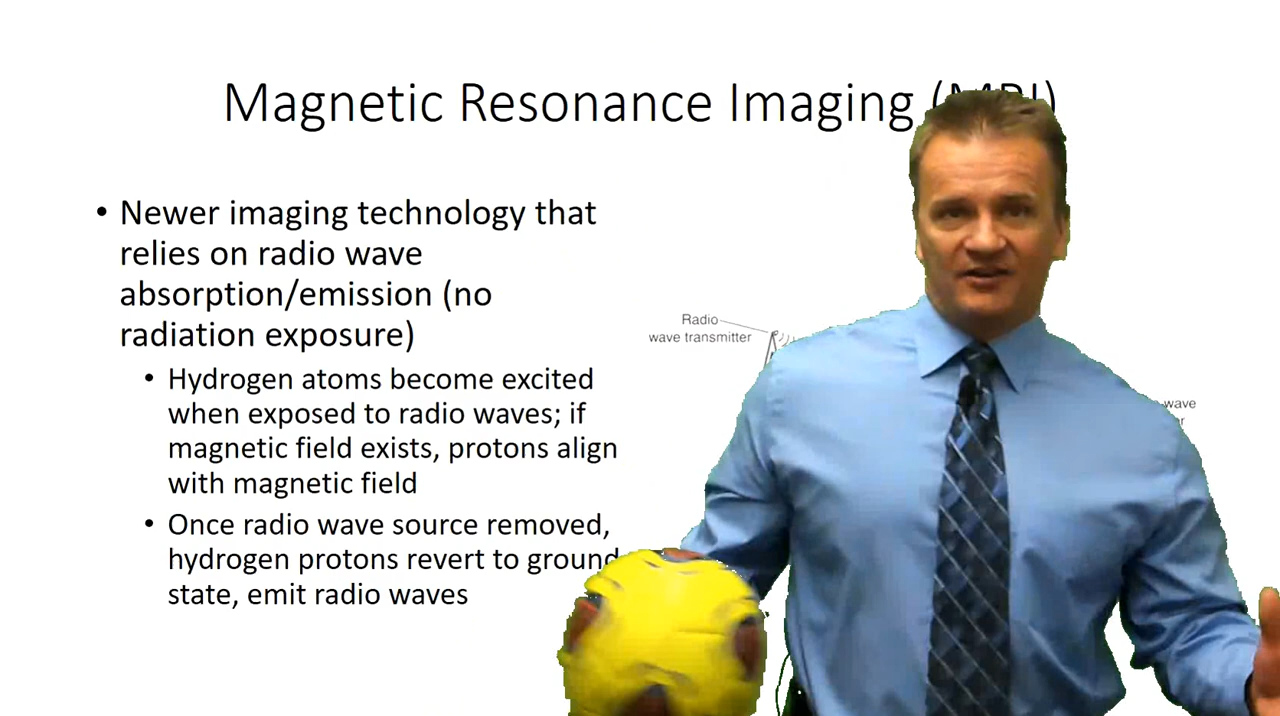 Magnetic Resonance Imaging (MRI)
• Newer imaging technology that
relies on radio wave
absorption/emission (no
radiation exposure)
• Hydrogen atoms become excited
when exposed to radio waves; if
magnetic field exists, protons align
with magnetic field
• Once radio wave source removed,
hydrogen protons revert to ground
state, emit radio waves
Radio
wave transmitter
wave